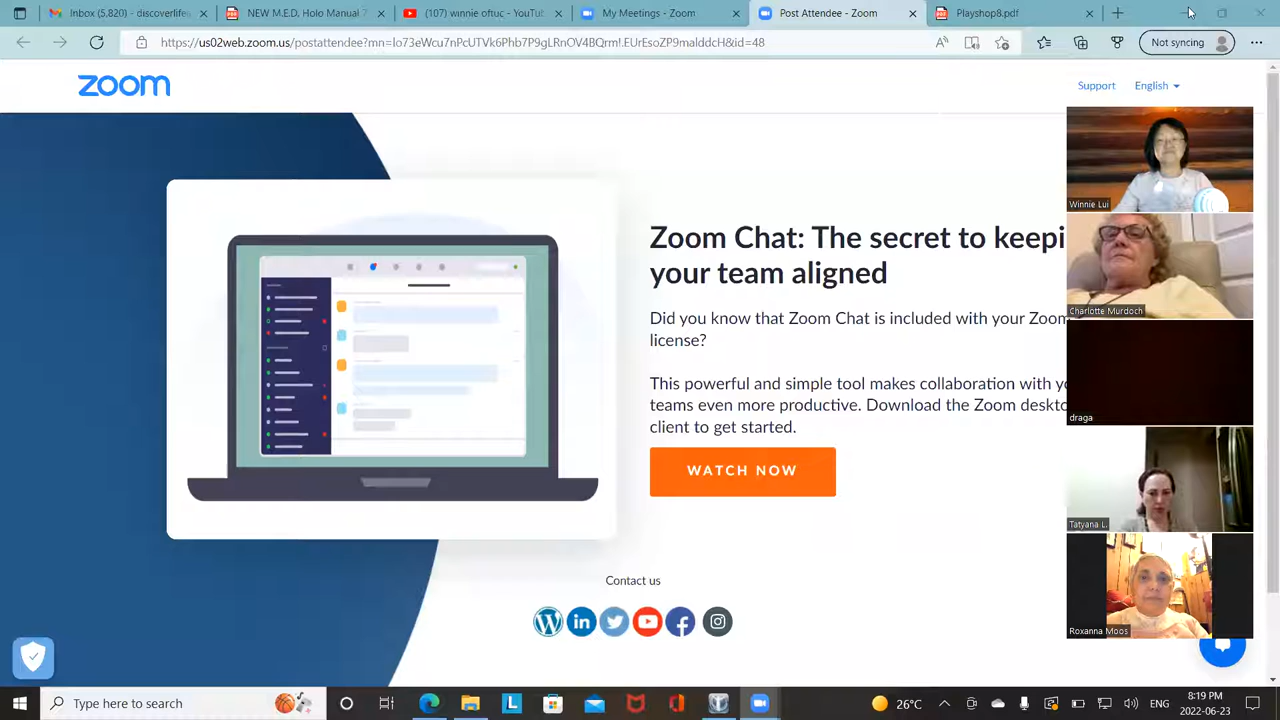 Inbox (5,820) - discoverlifeq
NEW M.E.D. Holo Manual 7
(107) winnie ortuc - YouTul
My Meetings - Zoom
Post Attendee - Zoom
Playshop8.pdf
https://us02web.zoom.us/postattendee?mn=lo73eWcu7nPcUTVk6Phb7P9gLRnOV4BQrm!.EUrEsoZP9malddcH&id=48
Not syncing
zoom
Support
English
Winnie Lui
Zoom Chat: The secret to keepi
your team aligned
Charlotte Murdoch
Did you know that Zoom Chat is included with your Zoom
license?
This powerful and simple tool makes collaboration with yo
teams even more productive. Download the Zoom deskto
client to get started.
draga
WATCH NOW
Tatyana L.
Contact us
Roxanna Moos
Type here to search
26°C
8:19 PM
2022-06-23